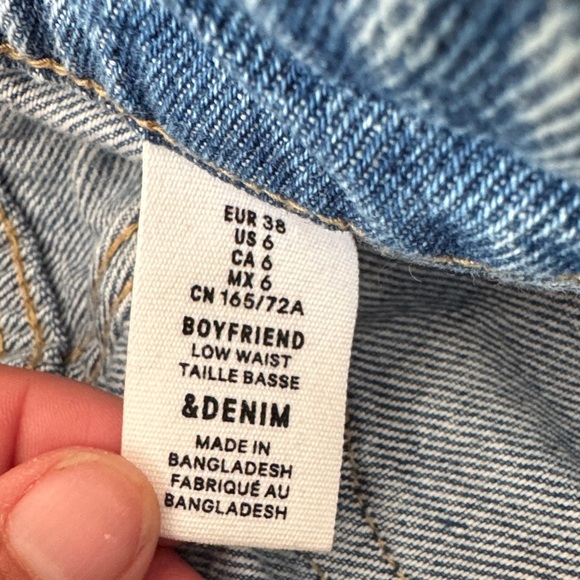 EUR 38
US 6
CA 6
MX 6
CN 165/72A
BOYFRIEND
LOW WAIST
TAILLE BASSE
&DENIM
MADE IN
BANGLADESH
FABRIQUÉ AU
BANGLADESH